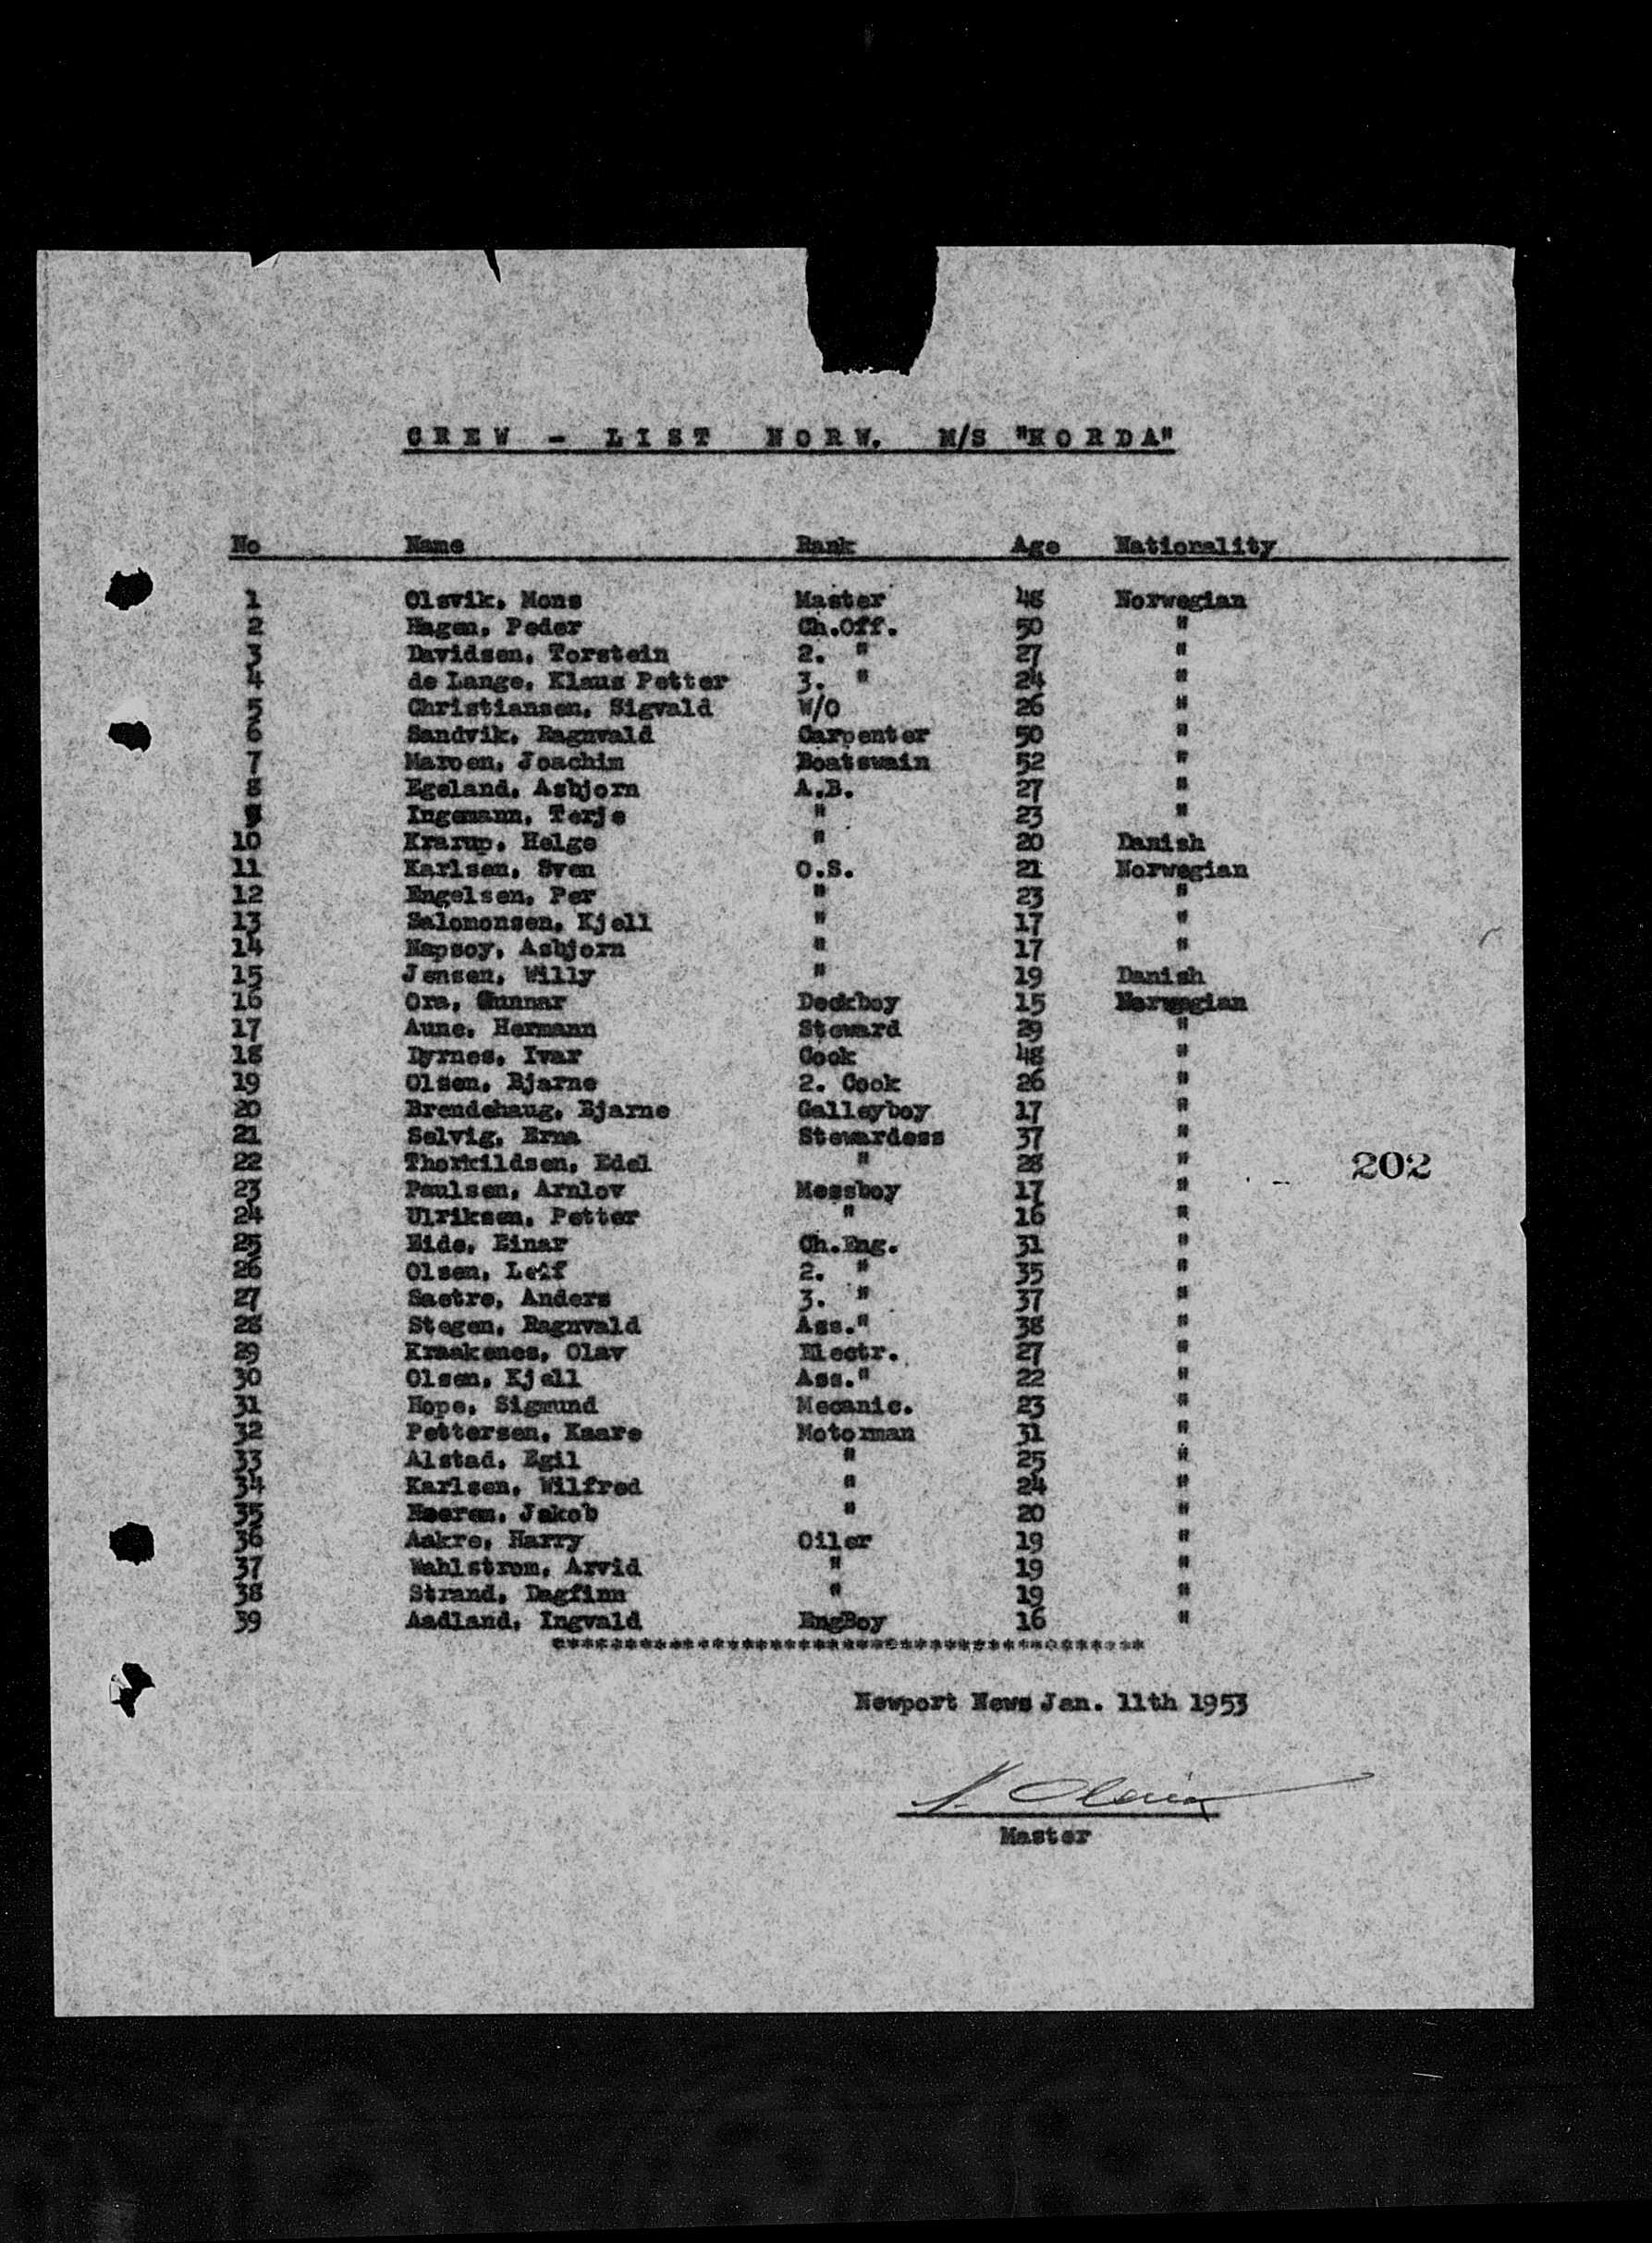 CREW - LIST NORW. M/S "HORDA"
No Name Rank Age Nationality
1 Olsvik, Mons Master 48 Norwegian
2 Hagen, Peder Ch.Off. 50 "
3 Davidsen, Torstein 2. " 27 "
4 de Lange, Klaus Petter 3. " 24 "
5 Christiansen, Sigvald W/O 26 "
6 Sandvik, Ragnvald Carpenter 50 "
7 Maroen, Joachim Boatswain 52 "
8 Egeland, Asbjorn A.B. 27 "
9 Ingemann, Terje " 23 "
10 Krarup, Helge " 20 Danish
11 Karlsen, Sven O.S. 21 Norwegian
12 Engelsen, Per " 23 "
13 Salomonsen, Kjell " 17 "
14 Hapsoy, Asbjorn " 17 "
15 Jensen, Willy " 19 Danish
16 Ora, Gunnar Deckboy 15 Norwegian
17 Aune, Hermann Steward 29 "
18 Dyrnes, Ivar Cook 48 "
19 Olsen, Bjarne 2. Cook 26 "
20 Brendehaug, Bjarne Galleyboy 17 "
21 Selvig, Erna Stewardess 37 "
22 Thorkildsen, Edel " 28 "
202
23 Paulsen, Arnlov Messboy 17 "
24 Ulriksen, Petter " 16 "
25 Eide, Einar Ch.Eng. 31 "
26 Olsen, Leif 2. " 35 "
27 Saetre, Anders 3. " 37 "
28 Stegen, Ragnvald Ass." 38 "
29 Kraakenes, Olav Electr. 27 "
30 Olsen, Kjell Ass." 22 "
31 Hope, Sigmund Mecanic. 23 "
32 Pettersen, Kaare Motorman 31 "
33 Alstad, Egil " 25 "
34 Karlsen, Wilfred " 24 "
35 Jakob " 20 "
36 Aakre, Harry Oiler 19 "
37 Wahlstrom, Arvid " 19 "
38 Strand, Dagfinn " 19 "
39 Aadland, Ingvald EngBoy 16 "
*****************************************
Newport News Jan. 11th 1953
M. Olsvik
Master